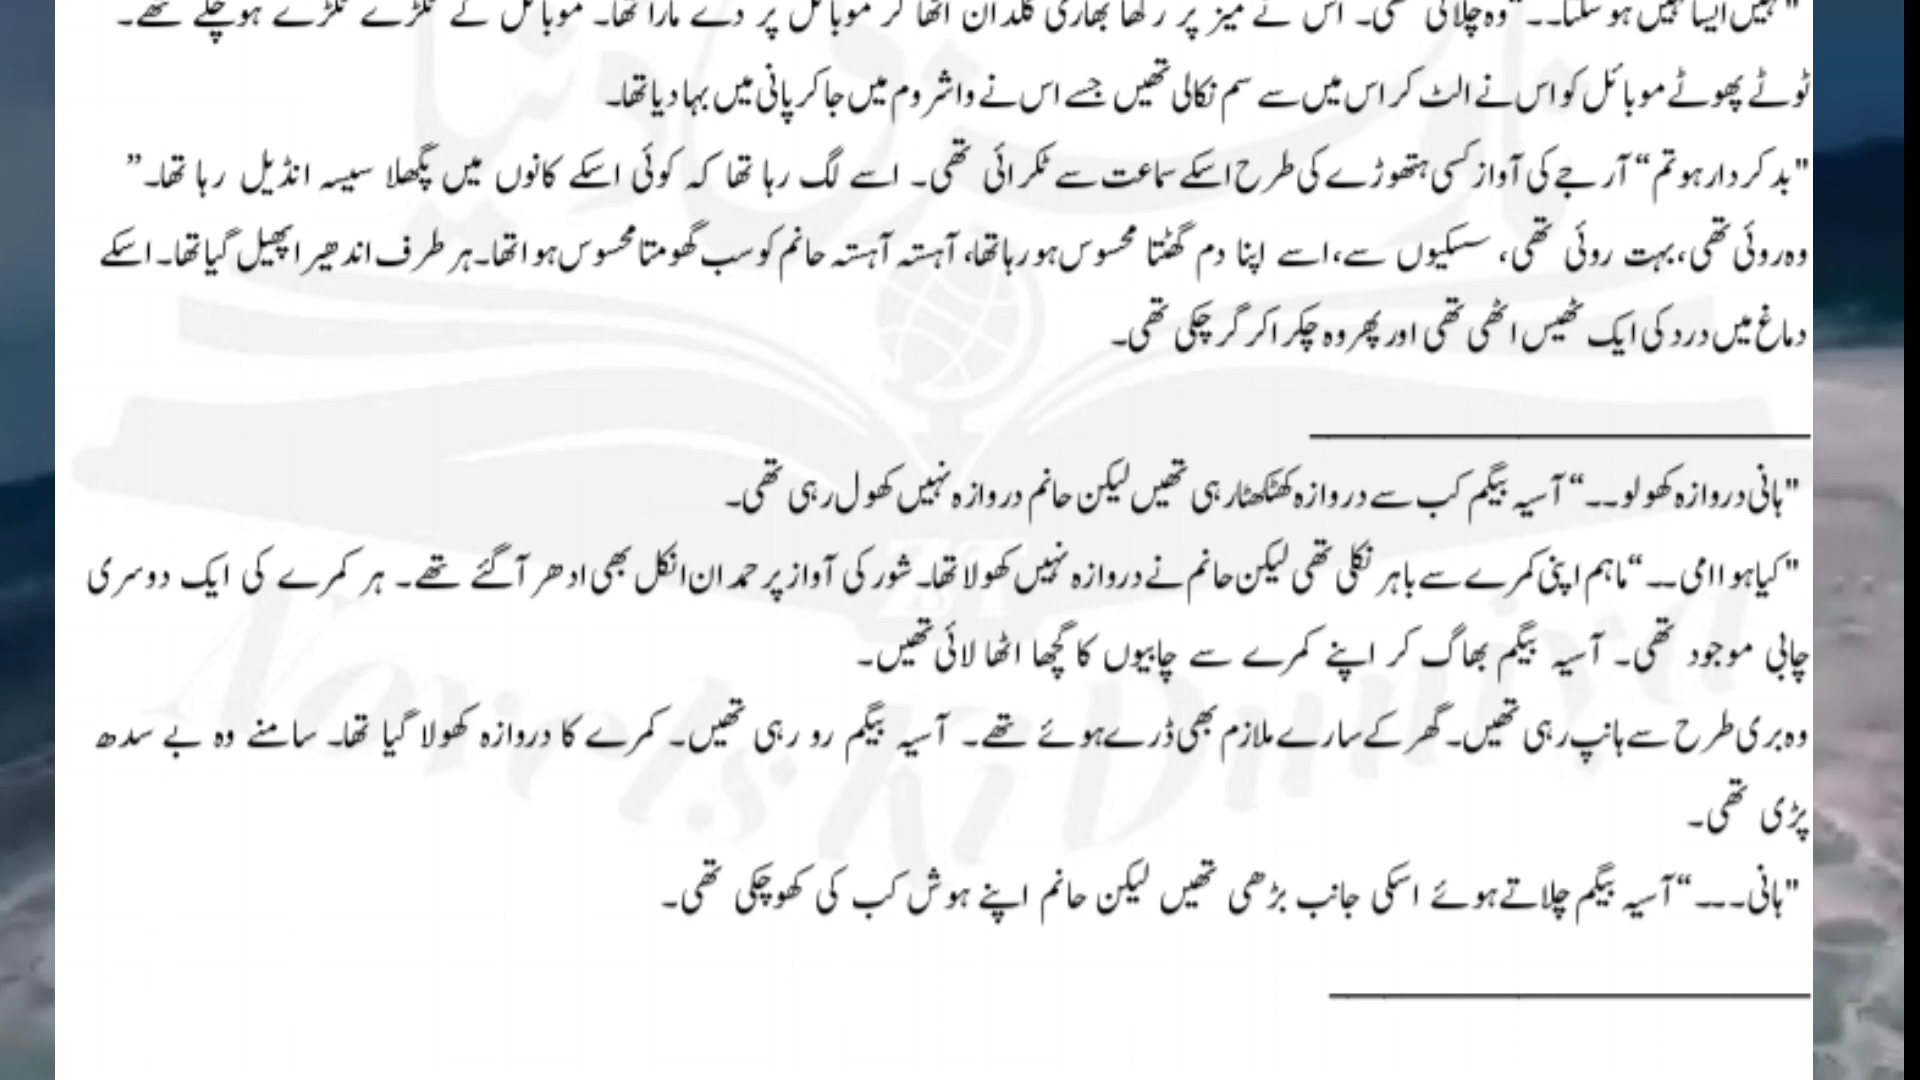 "نہیں ایسا نہیں ہو سکتا۔۔" وہ چلائی تھی۔ اس نے میز پر رکھا بھاری گلدان اٹھا کر موبائل پر دے مارا تھا۔ موبائل کے ٹکڑے ٹکڑے ہو چکے تھے۔
ٹوٹے پھوٹے موبائل کو اس نے الٹ کر اس میں سے سم نکالی تھیں جسے اس نے واشروم میں جا کر پانی میں بہا دیا تھا۔
"بد کردار ہو تم“ آر جے کی آواز کسی ہتھوڑے کی طرح اسکے سماعت سے ٹکرائی تھی۔ اسے لگ رہا تھا کہ کوئی اسکے کانوں میں پگھلا سیسہ انڈیل رہا تھا۔”
وہ روئی تھی، بہت روئی تھی، سسکیوں سے، اسے اپنا دم گھٹتا محسوس ہو رہا تھا، آہستہ آہستہ حانم کو سب گھومتا محسوس ہوا تھا۔ ہر طرف اندھیرا پھیل گیا تھا۔ اسکے
دماغ میں درد کی ایک ٹھیس اٹھی تھی اور پھر وہ چکرا کر گر چکی تھی۔
"ہانی دروازہ کھولو۔۔“ آسیہ بیگم کب سے دروازہ کھٹکھٹا رہی تھیں لیکن حانم دروازہ نہیں کھول رہی تھی۔
"کیا ہوا امی۔۔“ ماہم اپنی کمرے سے باہر نکلی تھی لیکن حانم نے دروازہ نہیں کھولا تھا۔ شور کی آواز پر حمدان انکل بھی ادھر آ گئے تھے۔ ہر کمرے کی ایک دوسری
چابی موجود تھی۔ آسیہ بیگم بھاگ کر اپنے کمرے سے چابیوں کا گچھا اٹھا لائی تھیں۔
وہ بری طرح سے ہانپ رہی تھیں۔ گھر کے سارے ملازم بھی ڈرے ہوئے تھے۔ آسیہ بیگم رو رہی تھیں۔ کمرے کا دروازہ کھولا گیا تھا۔ سامنے وہ بے سدھ
پڑی تھی۔
"ہانی۔۔۔“ آسیہ بیگم چلاتے ہوئے اسکی جانب بڑھی تھیں لیکن حانم اپنے ہوش کب کی کھو چکی تھی۔
Novels Ki Duniya